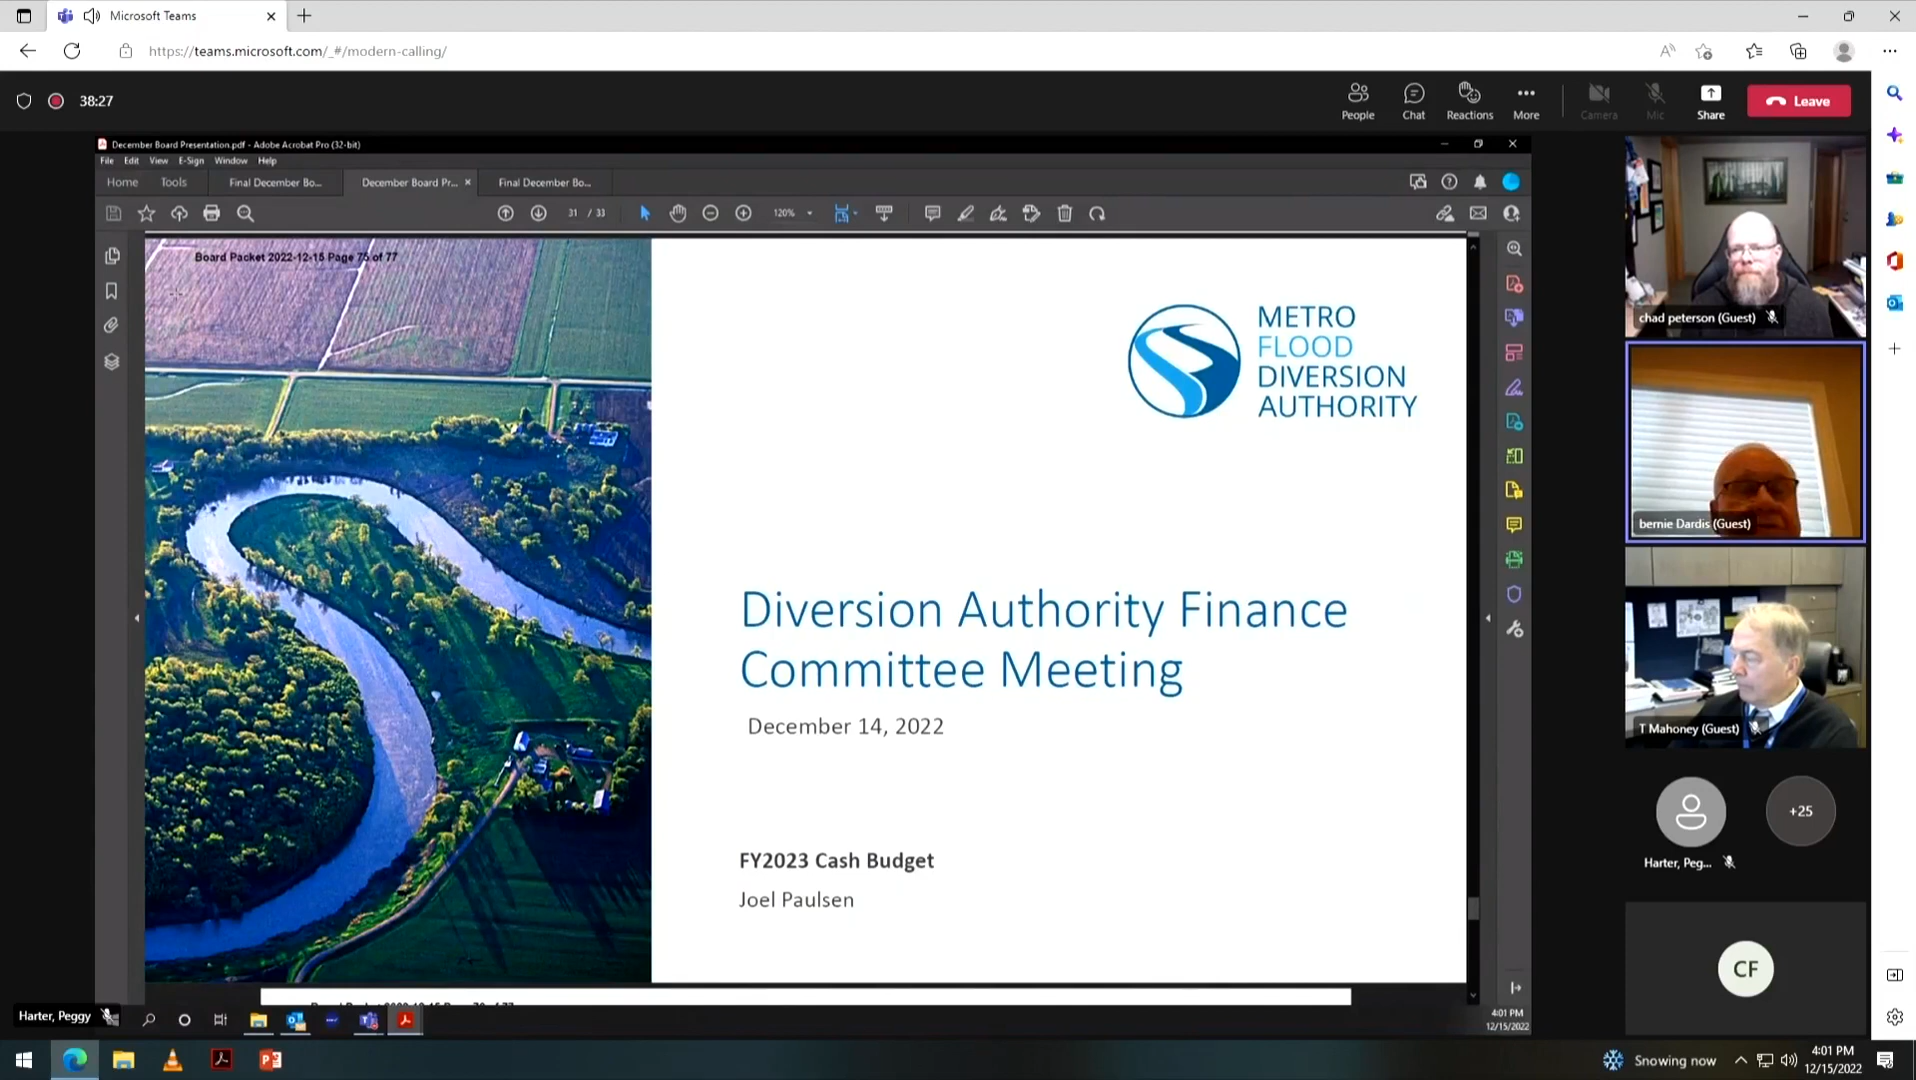 Microsoft Teams
https://teams.microsoft.com/_#/modern-calling/
38:27
People
Chat
Reactions
More
Camera
Mic
Share
Leave
December Board Presentation.pdf - Adobe Acrobat Pro (32-bit)
File Edit View E-Sign Window Help
Home
Tools
Final December Bo...
December Board Pr...
Final December Bo...
31 / 33
120%
Board Packet 2022-12-15 Page 75 of 77
METRO
FLOOD
DIVERSION
AUTHORITY
Diversion Authority Finance
Committee Meeting
December 14, 2022
FY2023 Cash Budget
Joel Paulsen
chad peterson (Guest)
bernie Dardis (Guest)
T Mahoney (Guest)
+25
Harter, Peg...
CF
Harter, Peggy
4:01 PM
12/15/2022
Snowing now
4:01 PM
12/15/2022